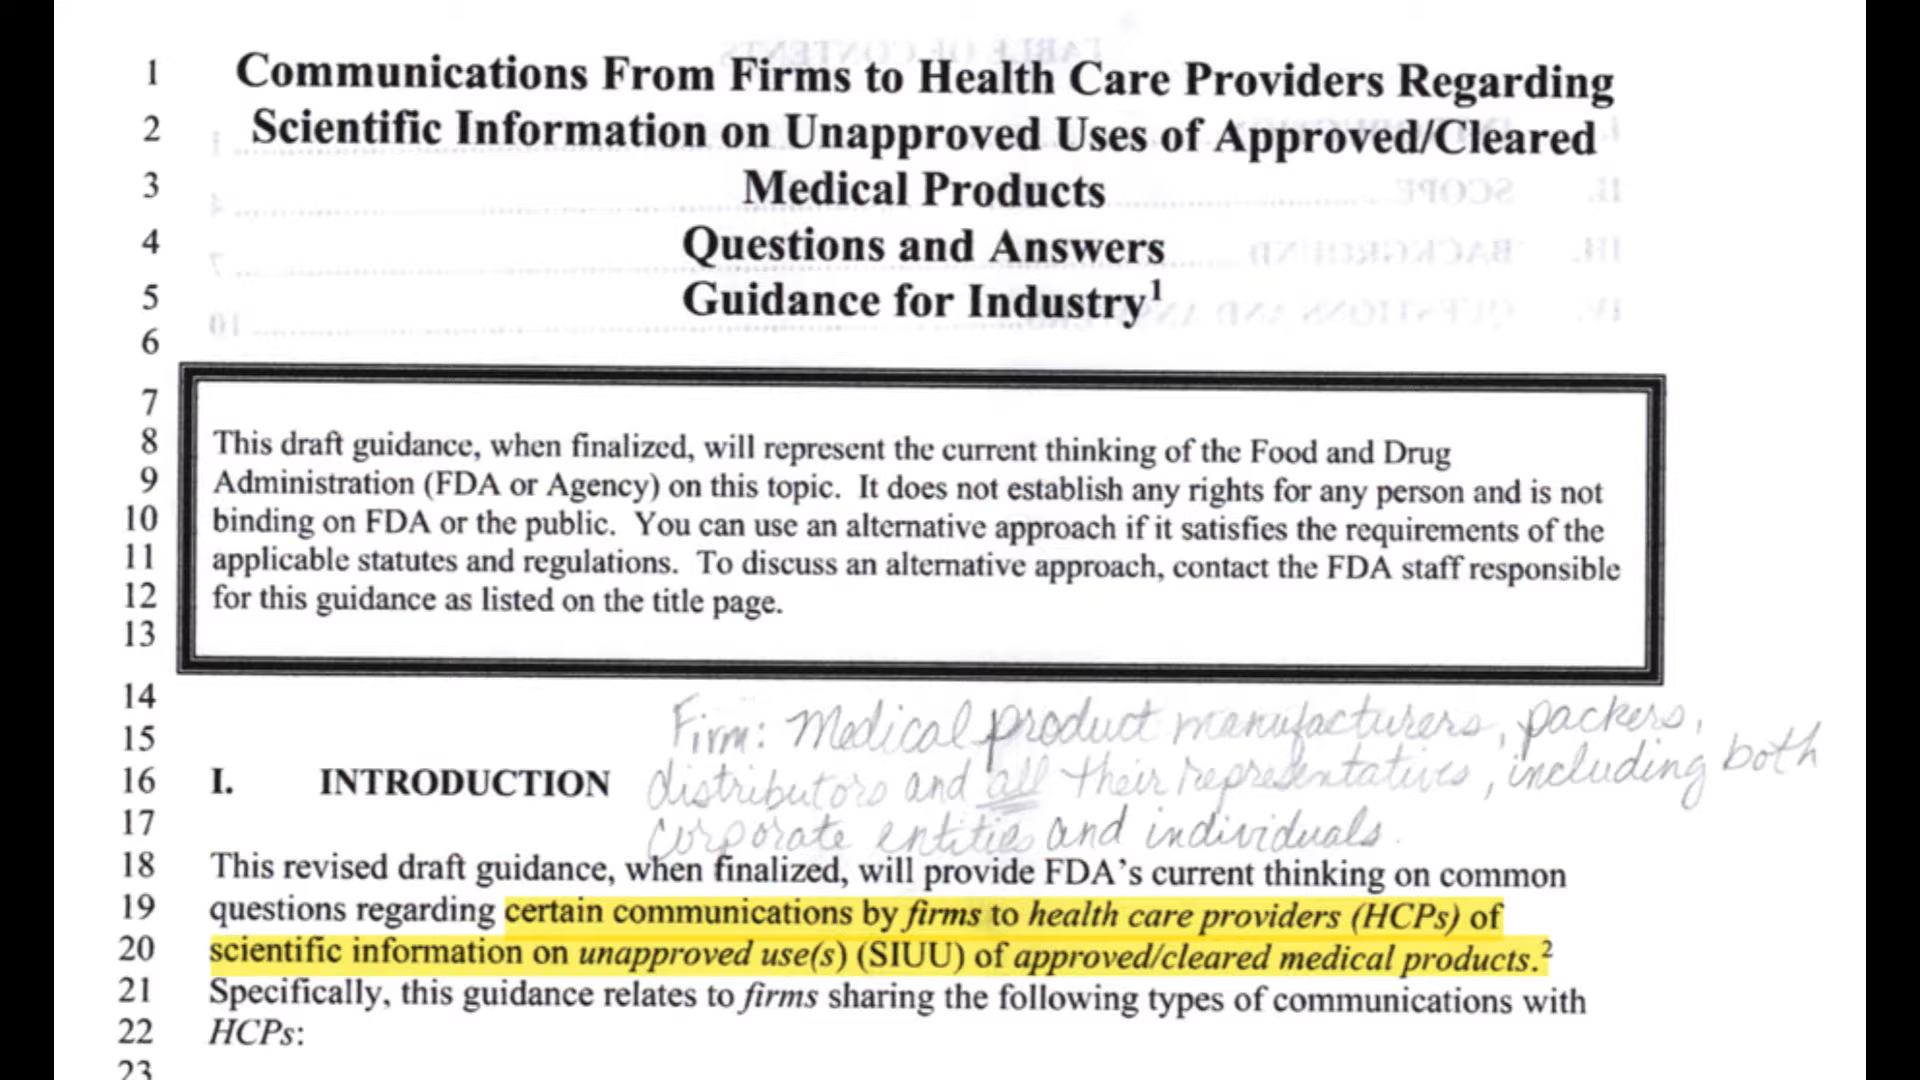 1 Communications From Firms to Health Care Providers Regarding
2 Scientific Information on Unapproved Uses of Approved/Cleared
3 Medical Products
4 Questions and Answers
5 Guidance for Industry1
6
7
8 This draft guidance, when finalized, will represent the current thinking of the Food and Drug
9 Administration (FDA or Agency) on this topic. It does not establish any rights for any person and is not
10 binding on FDA or the public. You can use an alternative approach if it satisfies the requirements of the
11 applicable statutes and regulations. To discuss an alternative approach, contact the FDA staff responsible
12 for this guidance as listed on the title page.
13
14
Firm: Medical product manufacturers, packers,
15
distributors and all their representatives, including both
16 I. INTRODUCTION
corporate entities and individuals.
17
18 This revised draft guidance, when finalized, will provide FDA's current thinking on common
19 questions regarding certain communications by firms to health care providers (HCPs) of
20 scientific information on unapproved use(s) (SIUU) of approved/cleared medical products.2
21 Specifically, this guidance relates to firms sharing the following types of communications with
22 HCPs:
23